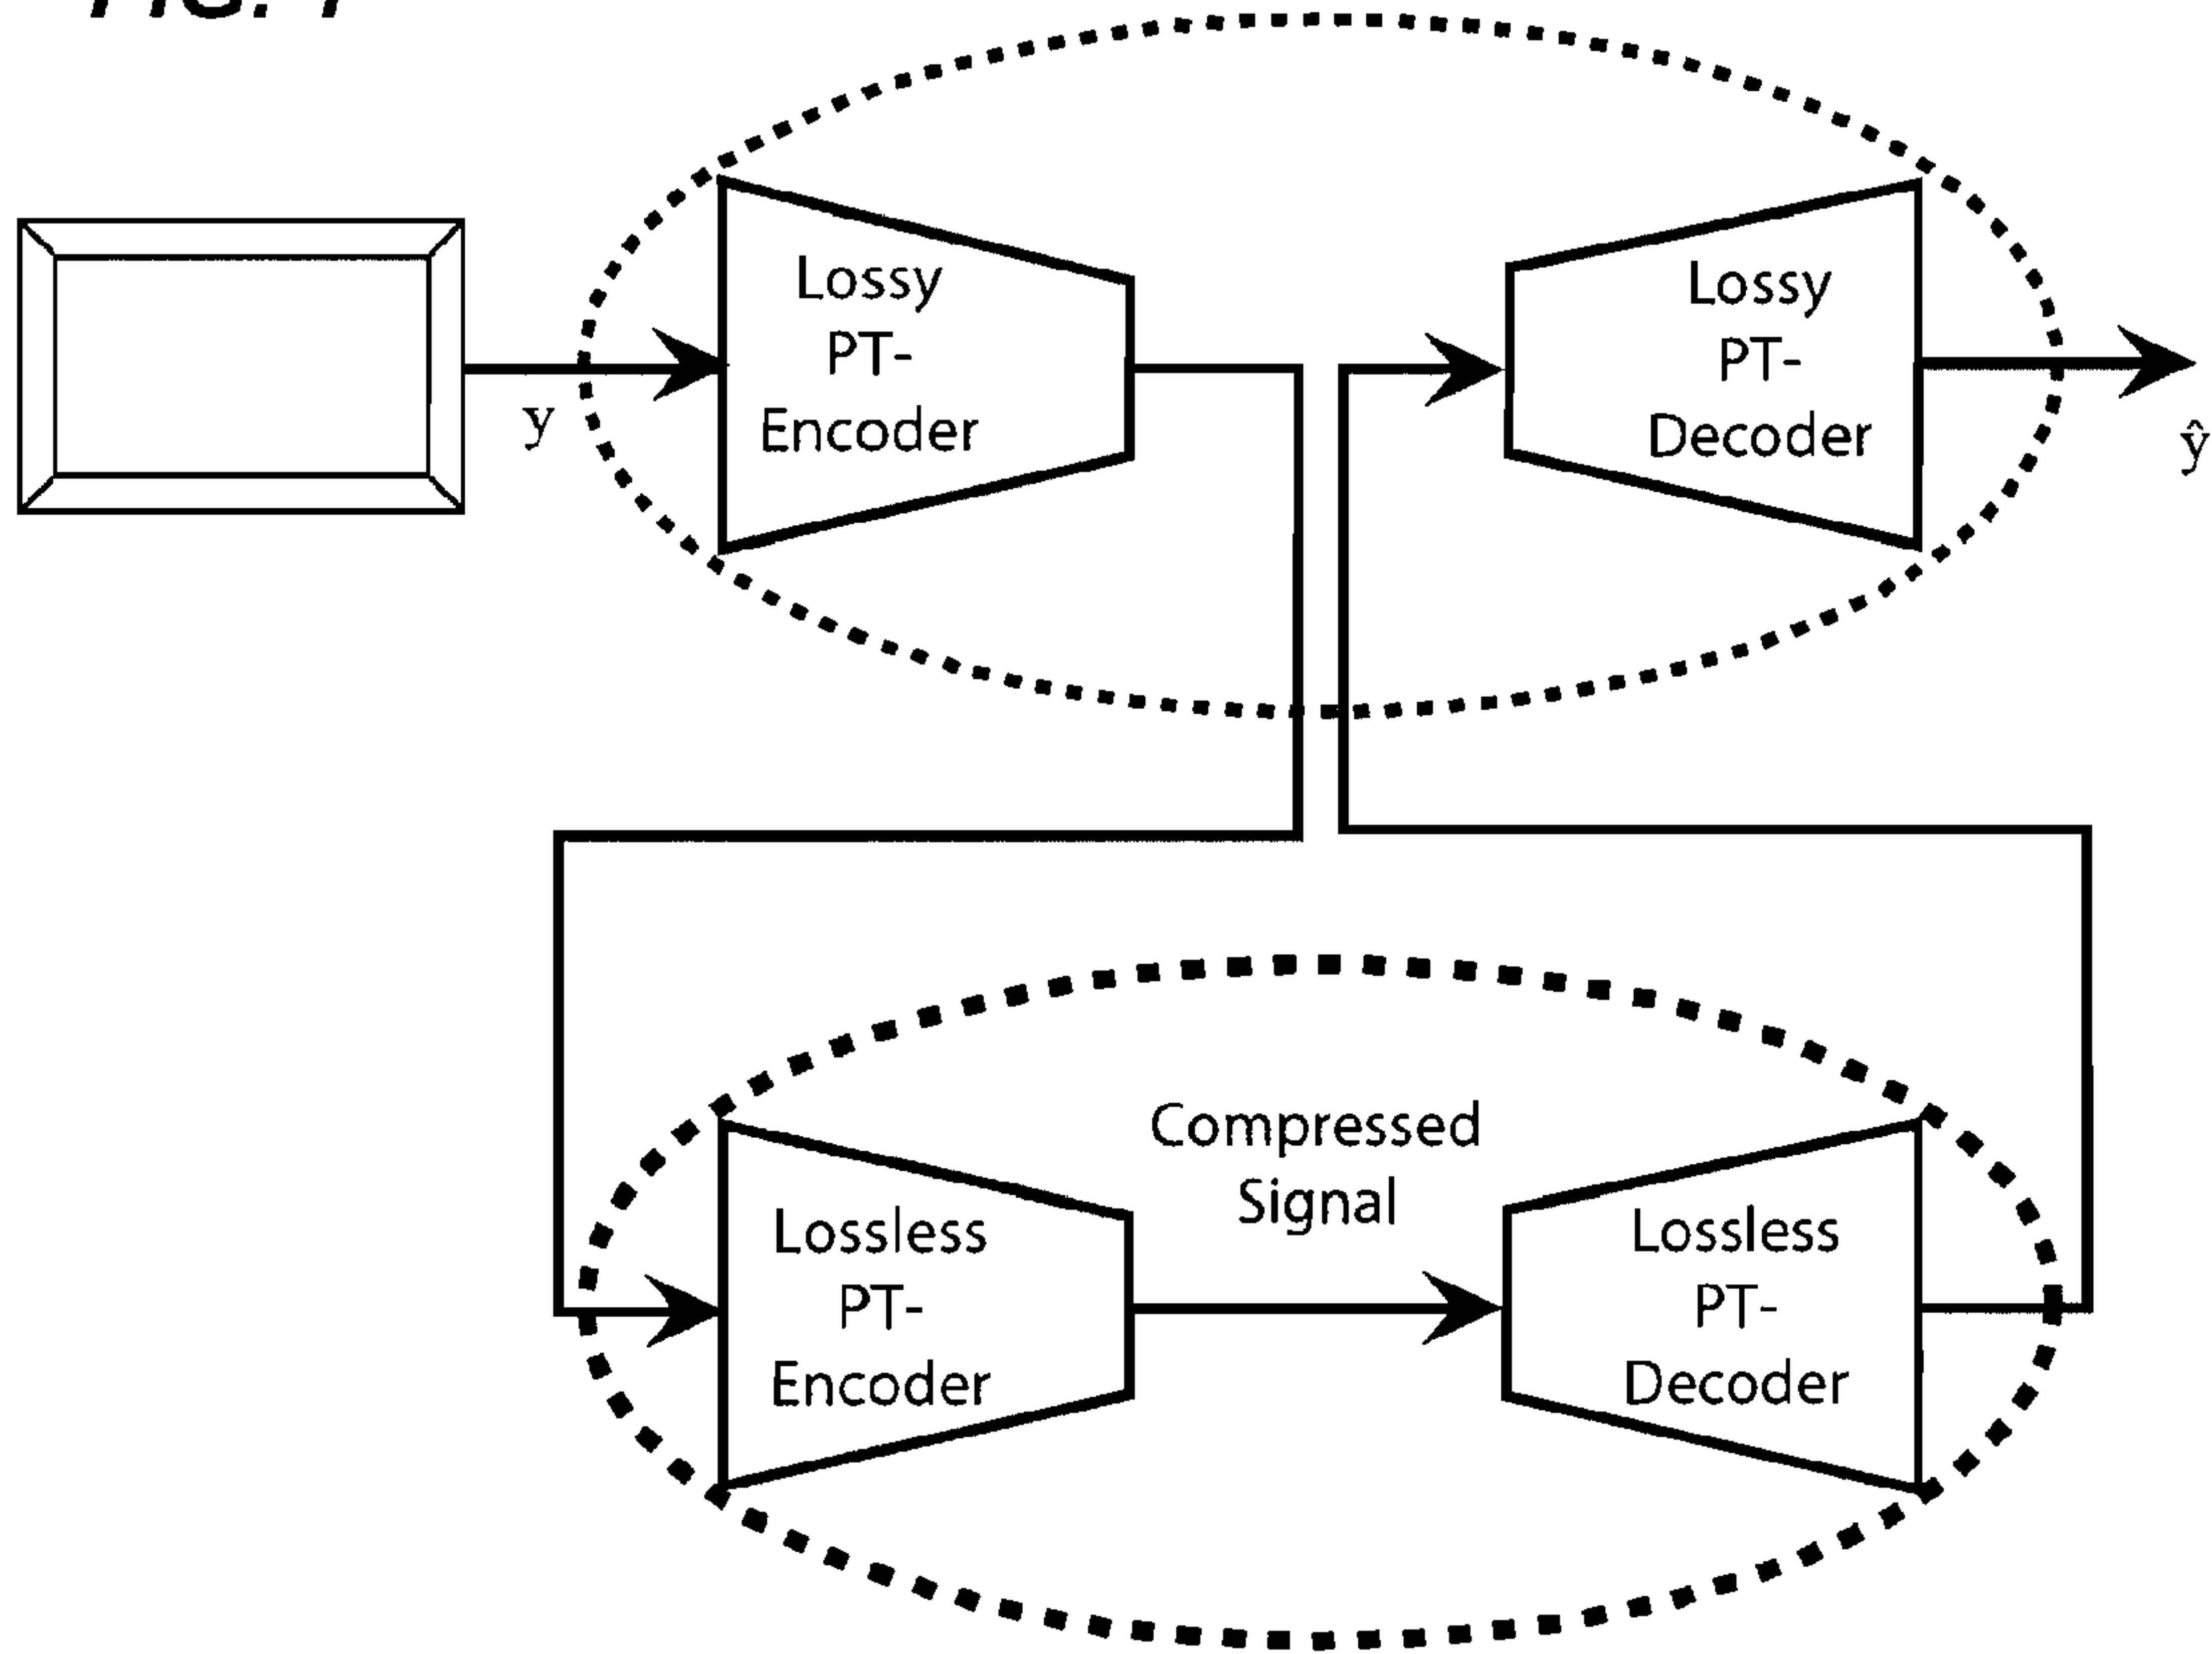 Lossy
PT-
Encoder
Lossy
PT-
Decoder
y
ŷ
Compressed
Signal
Lossless
PT-
Encoder
Lossless
PT-
Decoder